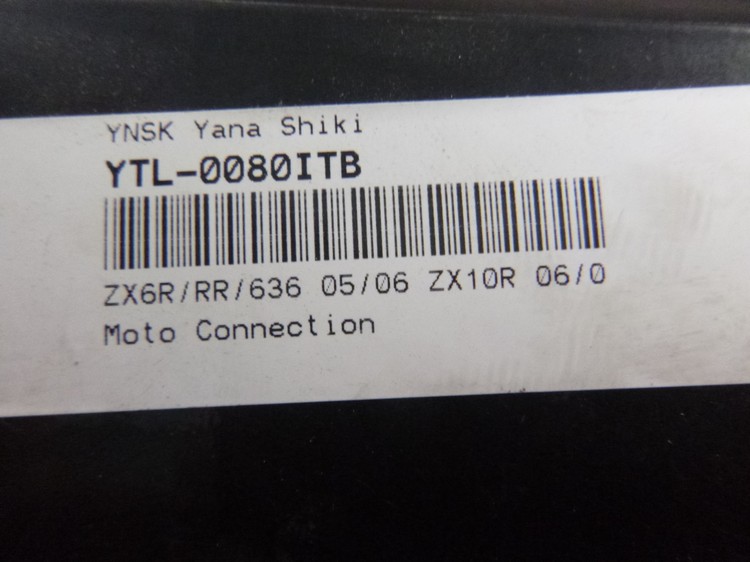 YNSK Yana Shiki
YTL-0080ITB
ZX6R/RR/636 05/06 ZX10R 06/0
Moto Connection